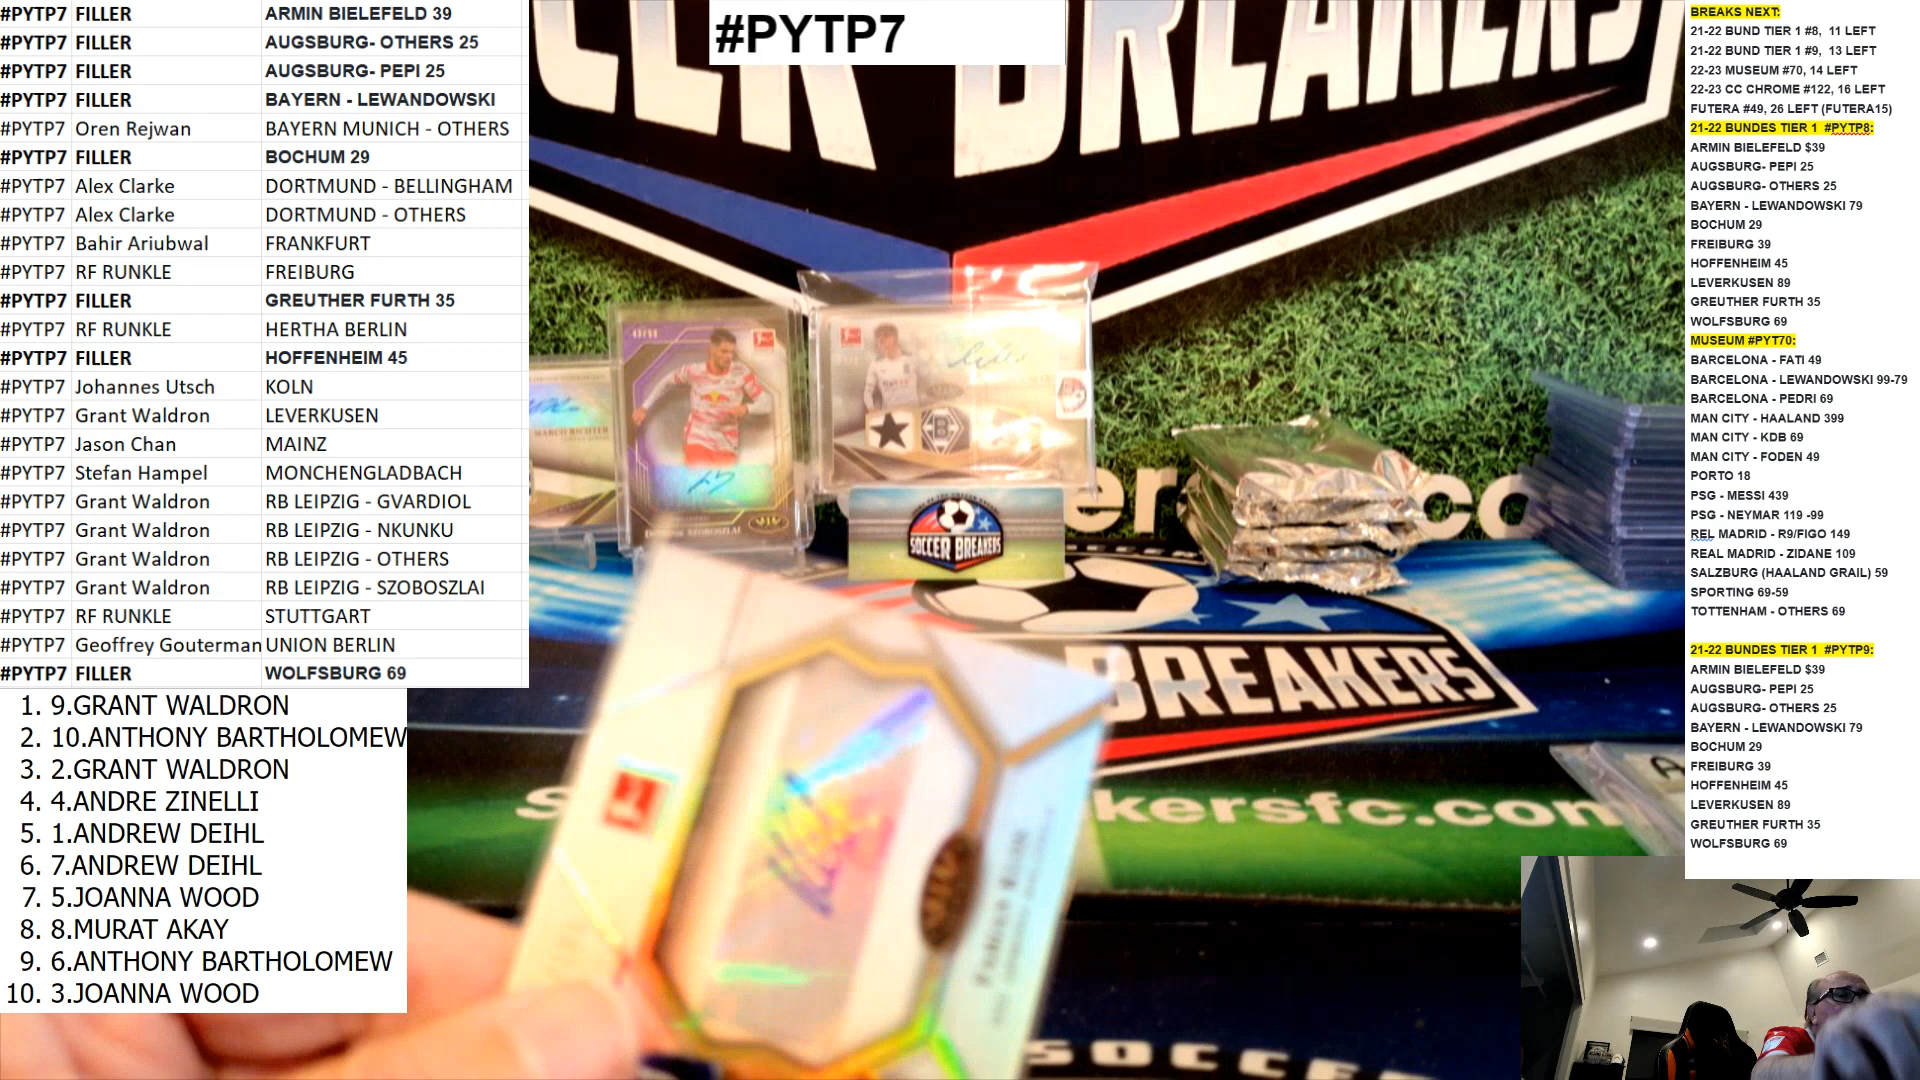 #PYTP7 FILLER ARMIN BIELEFELD 39
#PYTP7 FILLER AUGSBURG- OTHERS 25
#PYTP7 FILLER AUGSBURG- PEPI 25
#PYTP7 FILLER BAYERN - LEWANDOWSKI
#PYTP7 Oren Rejwan BAYERN MUNICH - OTHERS
#PYTP7 FILLER BOCHUM 29
#PYTP7 Alex Clarke DORTMUND - BELLINGHAM
#PYTP7 Alex Clarke DORTMUND - OTHERS
#PYTP7 Bahir Ariubwal FRANKFURT
#PYTP7 RF RUNKLE FREIBURG
#PYTP7 FILLER GREUTHER FURTH 35
#PYTP7 RF RUNKLE HERTHA BERLIN
#PYTP7 FILLER HOFFENHEIM 45
#PYTP7 Johannes Utsch KOLN
#PYTP7 Grant Waldron LEVERKUSEN
#PYTP7 Jason Chan MAINZ
#PYTP7 Stefan Hampel MONCHENGLADBACH
#PYTP7 Grant Waldron RB LEIPZIG - GVARDIOL
#PYTP7 Grant Waldron RB LEIPZIG - NKUNKU
#PYTP7 Grant Waldron RB LEIPZIG - OTHERS
#PYTP7 Grant Waldron RB LEIPZIG - SZOBOSZLAI
#PYTP7 RF RUNKLE STUTTGART
#PYTP7 Geoffrey Gouterman UNION BERLIN
#PYTP7 FILLER WOLFSBURG 69
1. 9.GRANT WALDRON
2. 10.ANTHONY BARTHOLOMEW
3. 2.GRANT WALDRON
4. 4.ANDRE ZINELLI
5. 1.ANDREW DEIHL
6. 7.ANDREW DEIHL
7. 5.JOANNA WOOD
8. 8.MURAT AKAY
9. 6.ANTHONY BARTHOLOMEW
10. 3.JOANNA WOOD
#PYTP7
BREAKERS
SOCCER BREAKERS
BREAKERS
kersfc.com
SOCCER
BREAKS NEXT:
21-22 BUND TIER 1 #8, 11 LEFT
21-22 BUND TIER 1 #9, 13 LEFT
22-23 MUSEUM #70, 14 LEFT
22-23 CC CHROME #122, 16 LEFT
FUTERA #49, 26 LEFT (FUTERA15)
21-22 BUNDES TIER 1 #PYTP8:
ARMIN BIELEFELD $39
AUGSBURG- PEPI 25
AUGSBURG- OTHERS 25
BAYERN - LEWANDOWSKI 79
BOCHUM 29
FREIBURG 39
HOFFENHEIM 45
LEVERKUSEN 89
GREUTHER FURTH 35
WOLFSBURG 69
MUSEUM #PYT70:
BARCELONA - FATI 49
BARCELONA - LEWANDOWSKI 99-79
BARCELONA - PEDRI 69
MAN CITY - HAALAND 399
MAN CITY - KDB 69
MAN CITY - FODEN 49
PORTO 18
PSG - MESSI 439
PSG - NEYMAR 119 -99
REL MADRID - R9/FIGO 149
REAL MADRID - ZIDANE 109
SALZBURG (HAALAND GRAIL) 59
SPORTING 69-59
TOTTENHAM - OTHERS 69
21-22 BUNDES TIER 1 #PYTP9:
ARMIN BIELEFELD $39
AUGSBURG- PEPI 25
AUGSBURG- OTHERS 25
BAYERN - LEWANDOWSKI 79
BOCHUM 29
FREIBURG 39
HOFFENHEIM 45
LEVERKUSEN 89
GREUTHER FURTH 35
WOLFSBURG 69